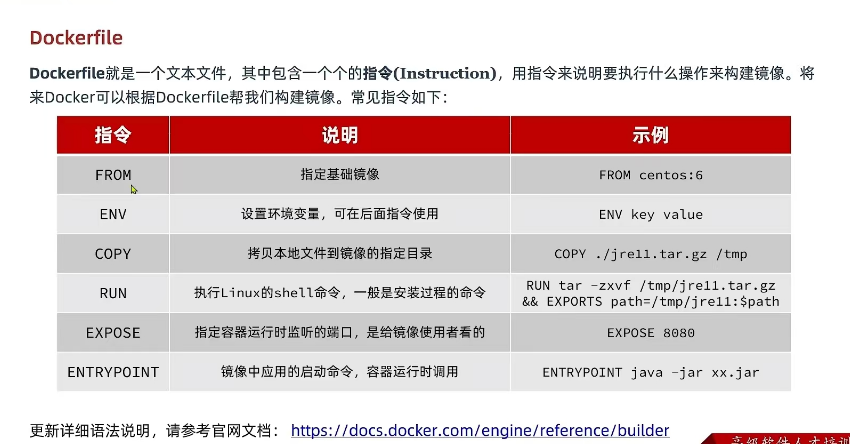 Dockerfile
Dockerfile就是一个文本文件，其中包含一个个的指令(Instruction)，用指令来说明要执行什么操作来构建镜像。将
来Docker可以根据Dockerfile帮我们构建镜像。常见指令如下：
指令 说明 示例
FROM 指定基础镜像 FROM centos:6
ENV 设置环境变量，可在后面指令使用 ENV key value
COPY 拷贝本地文件到镜像的指定目录 COPY ./jre11.tar.gz /tmp
RUN 执行Linux的shell命令，一般是安装过程的命令 RUN tar -zxvf /tmp/jre11.tar.gz
&& EXPORTS path=/tmp/jre11:$path
EXPOSE 指定容器运行时监听的端口，是给镜像使用者看的 EXPOSE 8080
ENTRYPOINT 镜像中应用的启动命令，容器运行时调用 ENTRYPOINT java -jar xx.jar
更新详细语法说明，请参考官网文档： https://docs.docker.com/engine/reference/builder
高级软件人才培训